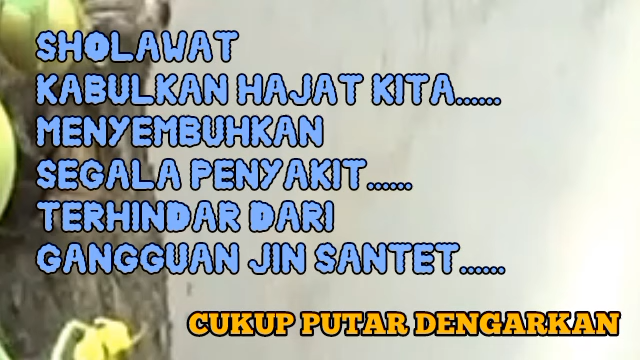 SHOLAWAT
KABULKAN HAJAT KITA......
MENYEMBUHKAN
SEGALA PENYAKIT......
TERHINDAR DARI
GANGGUAN JIN SANTET......
CUKUP PUTAR DENGARKAN